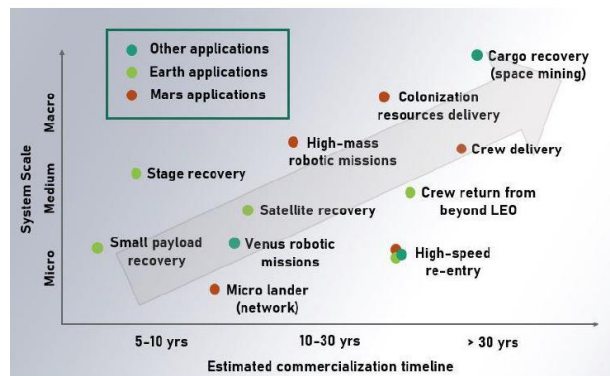 Other applications
Earth applications
Mars applications
Cargo recovery
(space mining)
Colonization
resources delivery
High-mass
robotic missions
Crew delivery
Stage recovery
Crew return from
beyond LEO
Satellite recovery
Small payload
recovery
Venus robotic
missions
High-speed
re-entry
Micro lander
(network)
System Scale
Macro
Medium
Micro
5-10 yrs
10-30 yrs
> 30 yrs
Estimated commercialization timeline